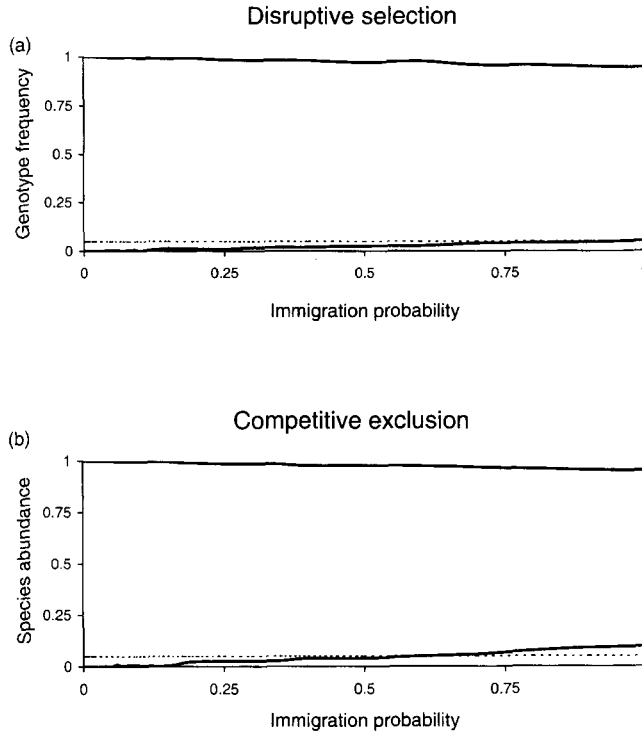 Disruptive selection
(a)
Genotype frequency
1
0.75
0.5
0.25
0
0
0.25
0.5
0.75
Immigration probability
Competitive exclusion
(b)
Species abundance
1
0.75
0.5
0.25
0
0
0.25
0.5
0.75
Immigration probability